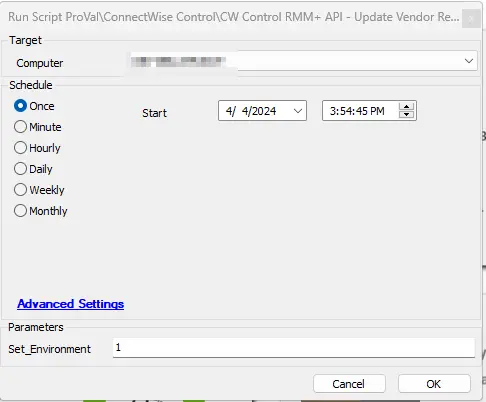 Run Script ProVal\ConnectWise Control\CW Control RMM+ API - Update Vendor Re...
Target
Computer
Schedule
Once
Start
4/ 4/2024
3:54:45 PM
Minute
Hourly
Daily
Weekly
Monthly
Advanced Settings
Parameters
Set_Environment
1
Cancel
OK